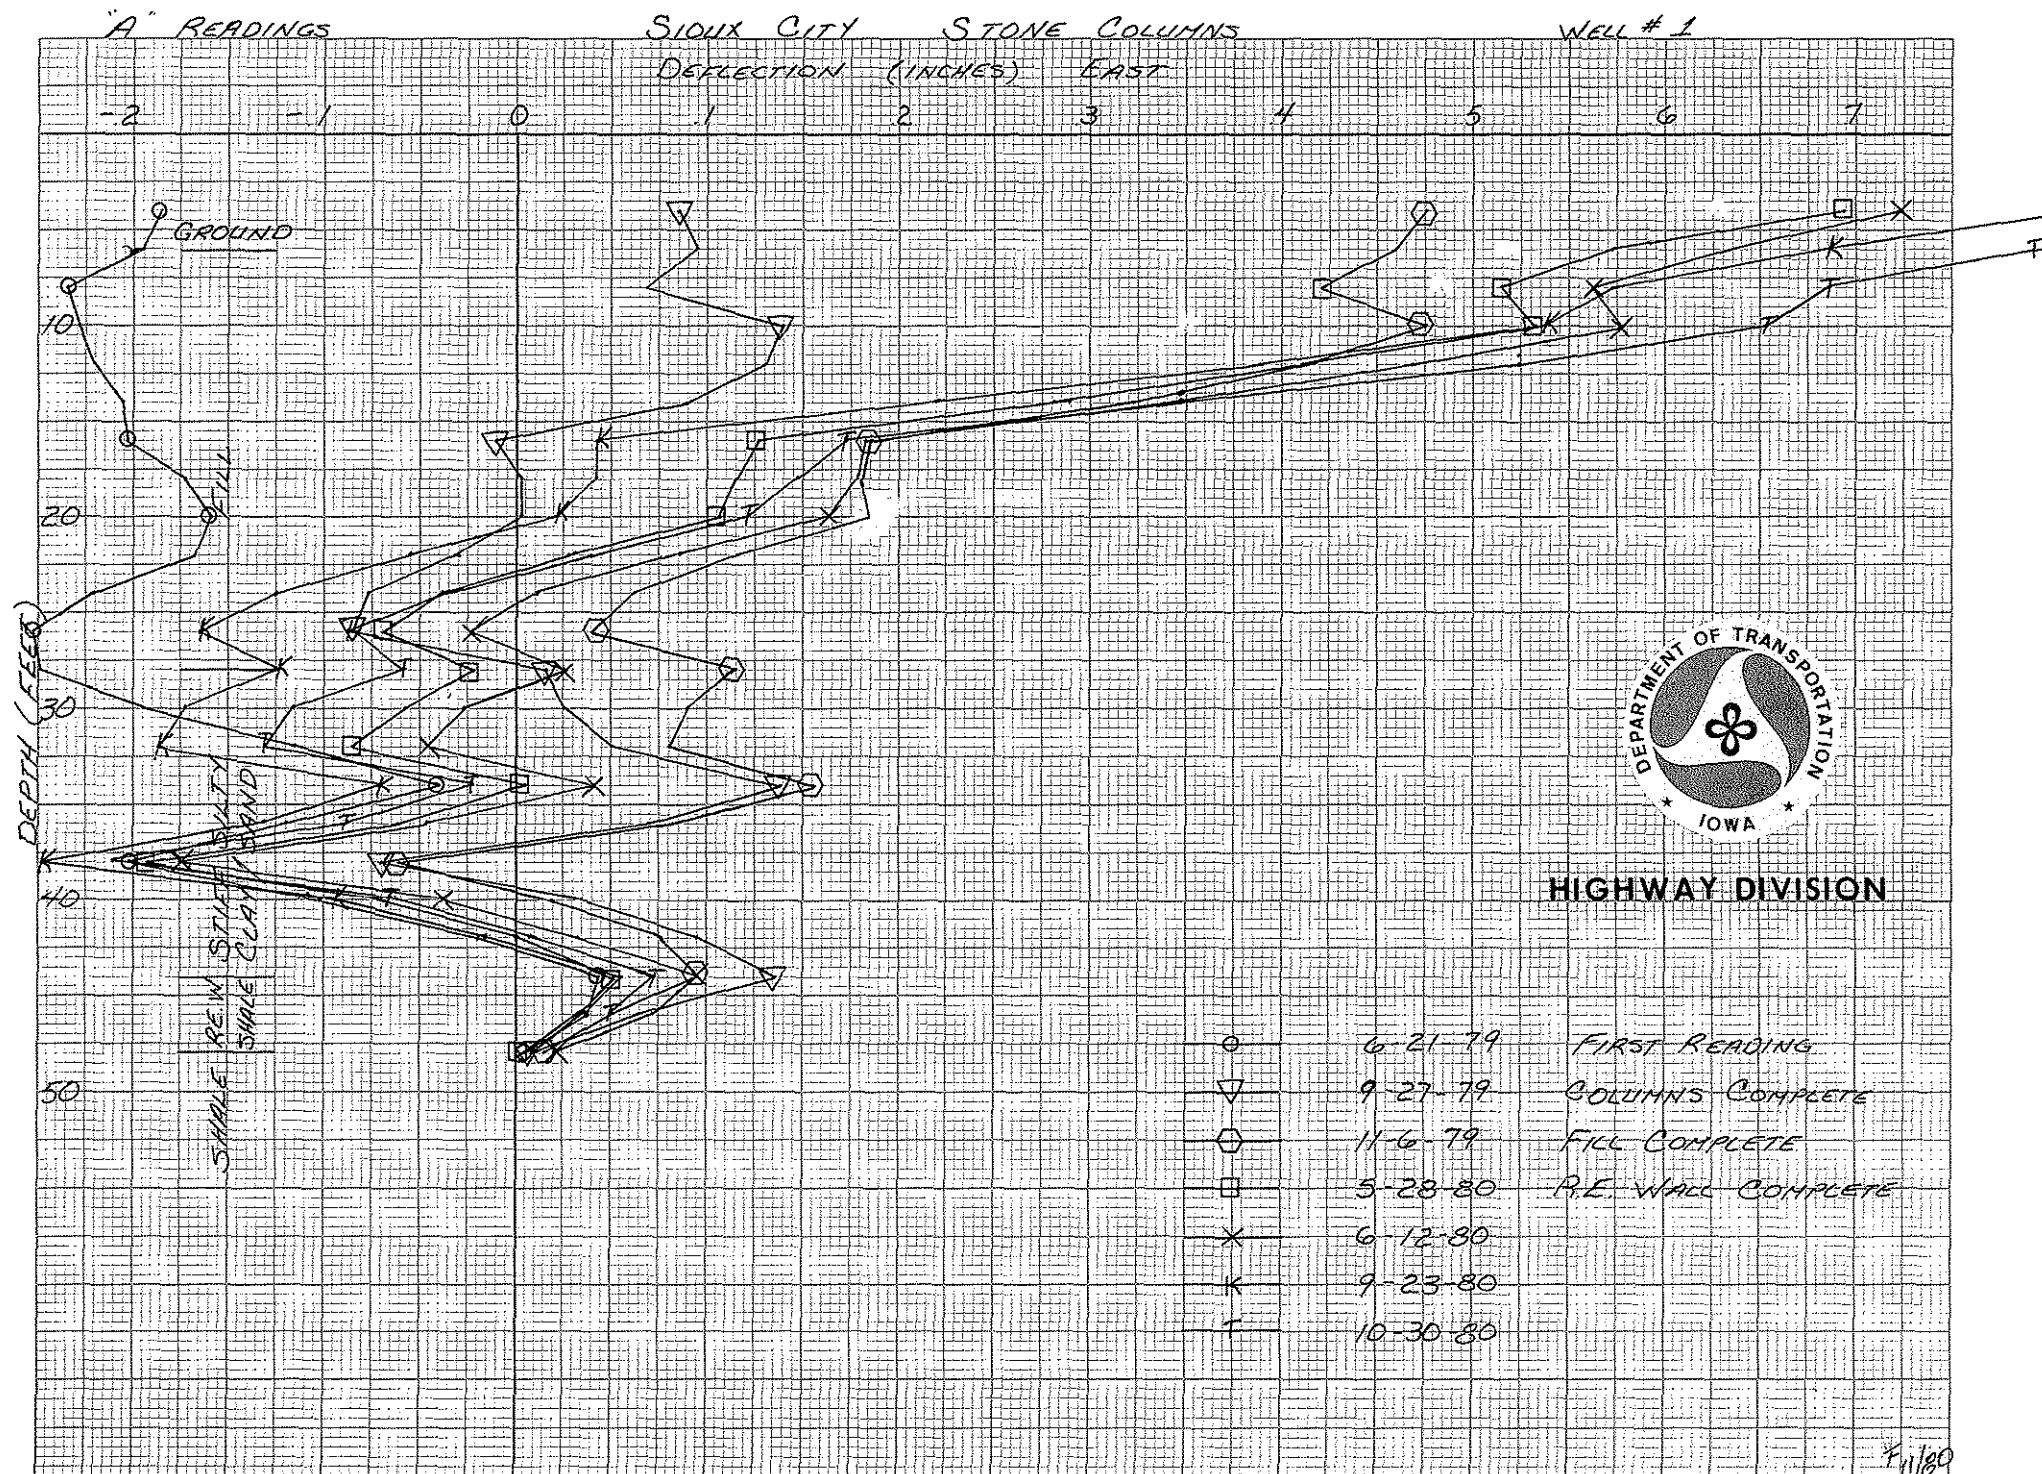 "A" READINGS SIOUX CITY STONE COLUMNS WELL # 1
DEFLECTION (INCHES) EAST
-.2 -.1 0 .1 .2 .3 .4 .5 .6 .7
GROUND
10
FILL
20
DEPTH (FEET)
30
STIFF SILTY
CLAY / SAND
40
REW
SHALE
50
SHALE
DEPARTMENT OF TRANSPORTATION
IOWA
HIGHWAY DIVISION
6-21-79 FIRST READING
9-27-79 COLUMNS COMPLETE
11-6-79 FILL COMPLETE
5-28-80 R.E. WALL COMPLETE
6-12-80
9-23-80
10-30-80